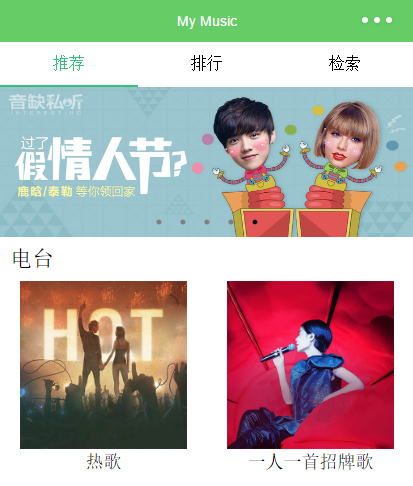 My Music
推荐
排行
检索
音缺私听
INTERESTING
过了
假情人节?
鹿晗/泰勒 等你领回家
电台
HOT
热歌
一人一首招牌歌